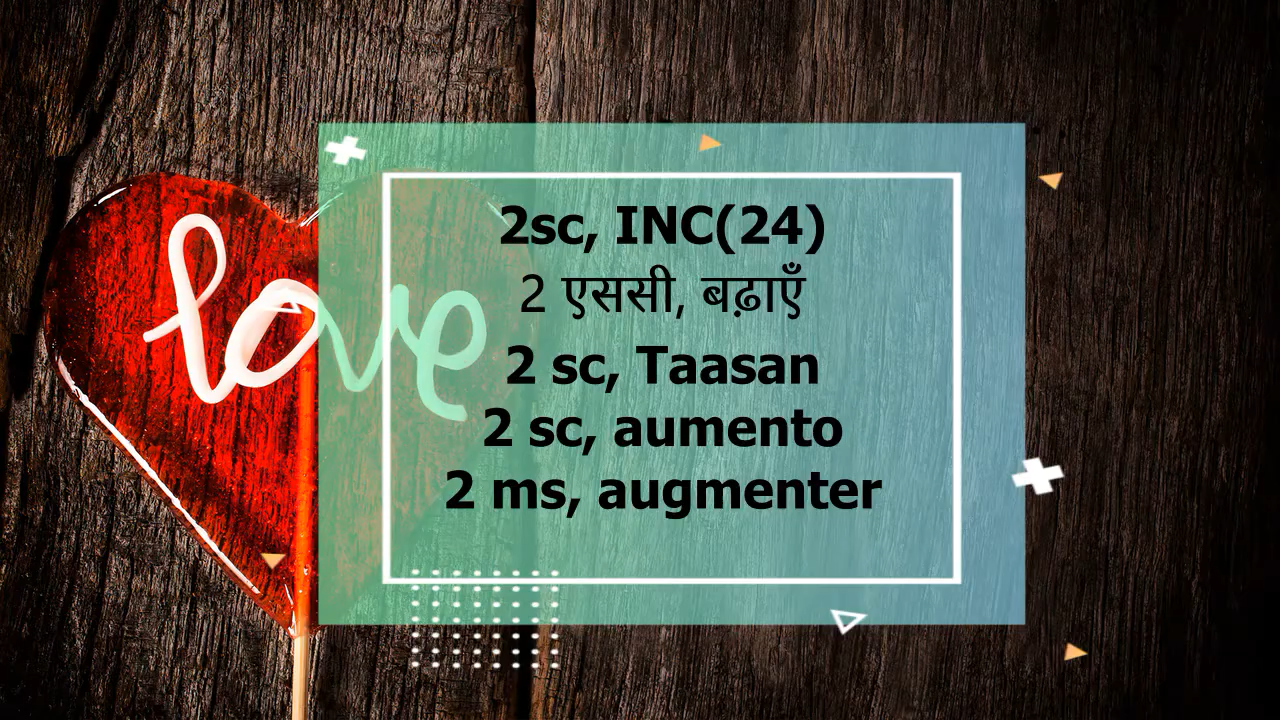 love
2sc, INC(24)
2 एससी, बढ़ाएँ
2 sc, Taasan
2 sc, aumento
2 ms, augmenter